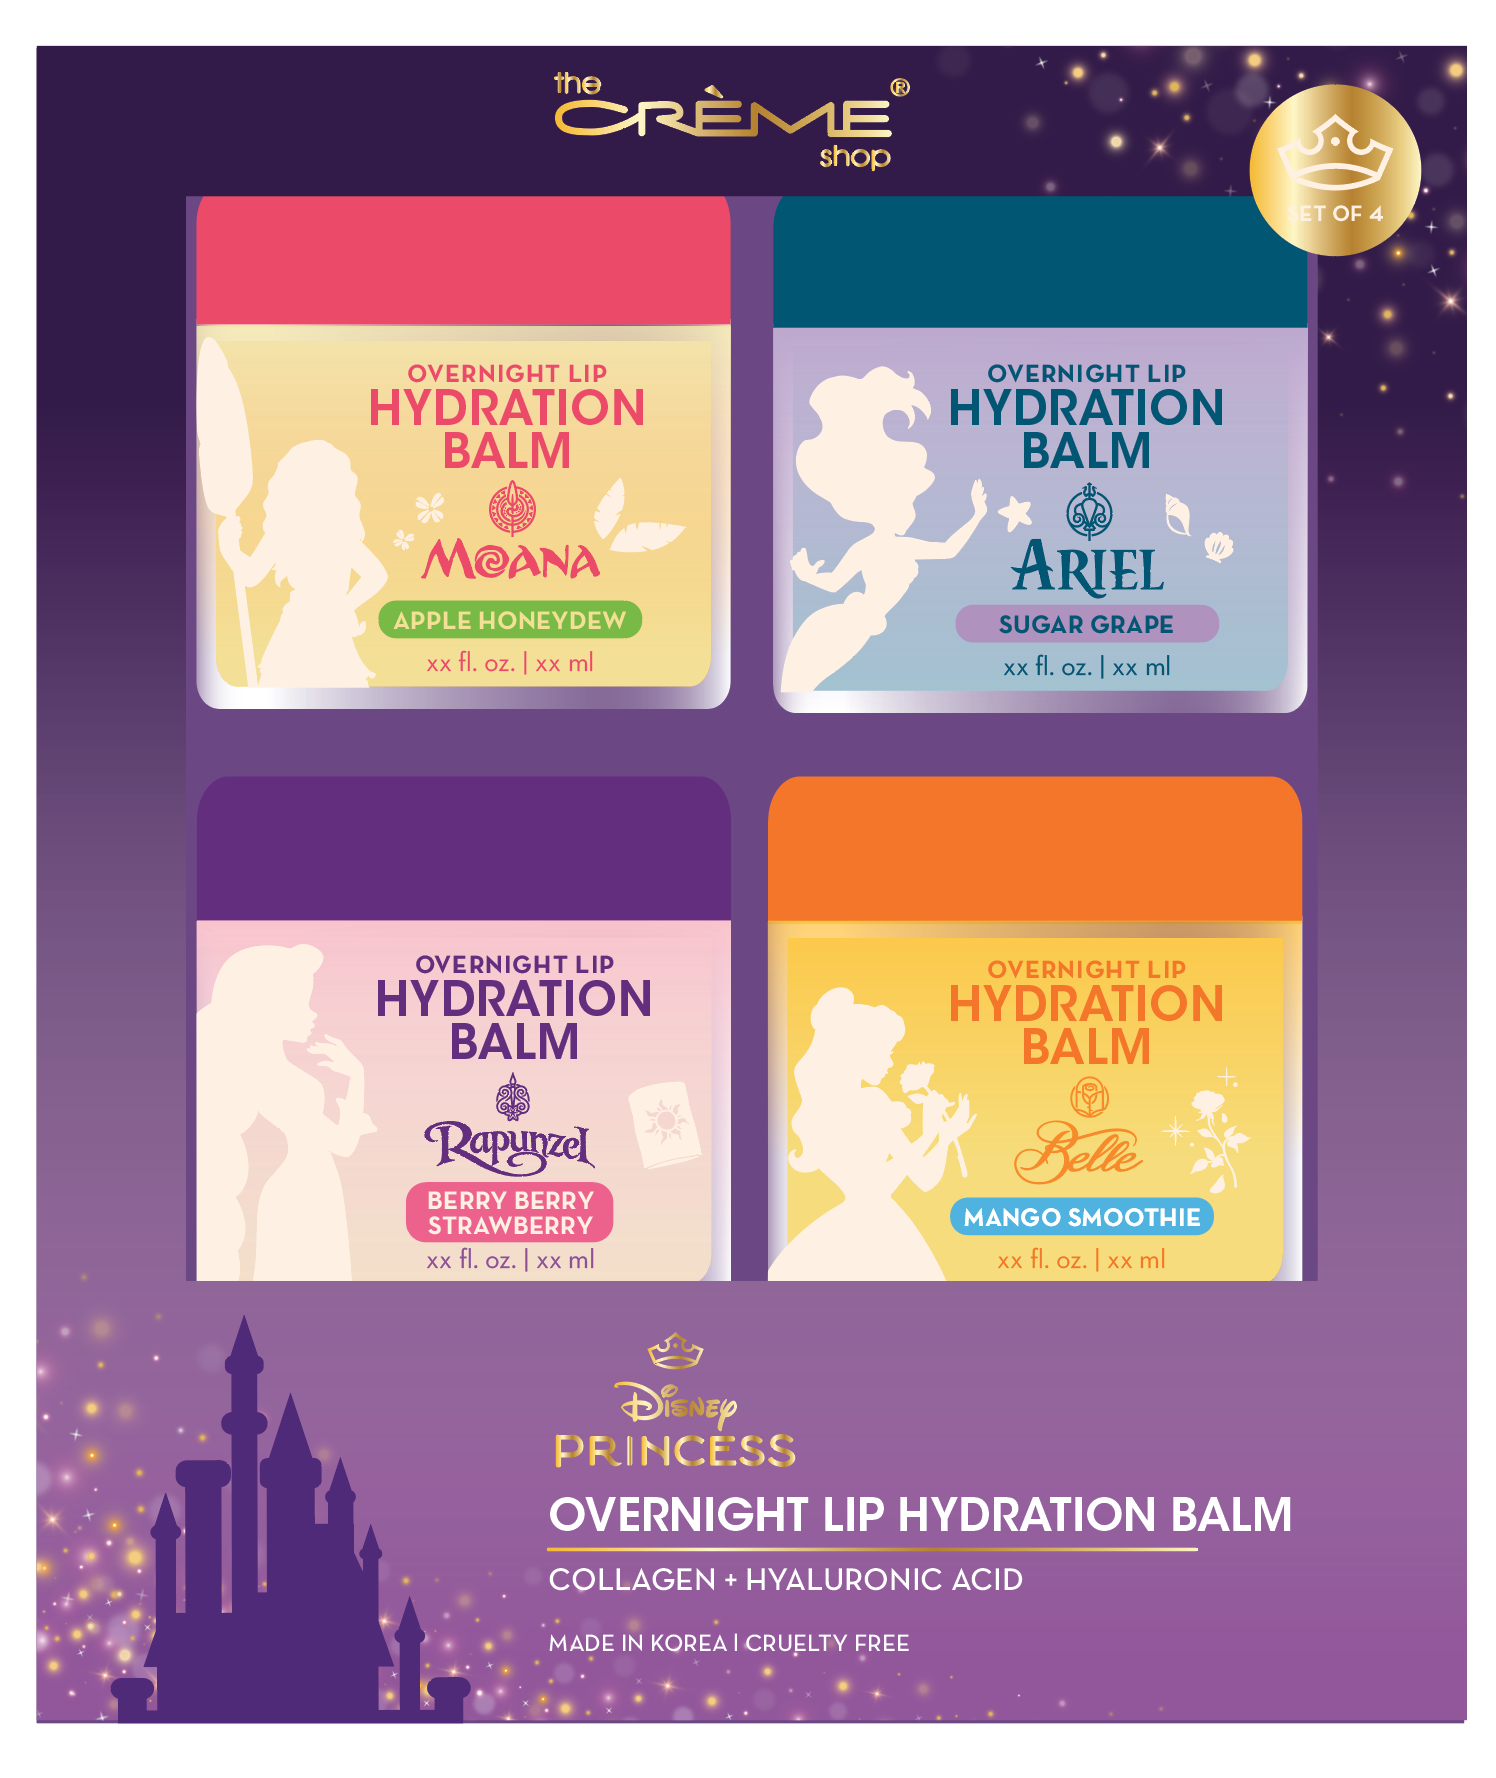 the
CRÈME®
shop
SET OF 4
OVERNIGHT LIP
HYDRATION
BALM
MOANA
APPLE HONEYDEW
xx fl. oz. | xx ml
OVERNIGHT LIP
HYDRATION
BALM
ARIEL
SUGAR GRAPE
xx fl. oz. | xx ml
OVERNIGHT LIP
HYDRATION
BALM
Rapunzel
BERRY BERRY
STRAWBERRY
xx fl. oz. | xx ml
OVERNIGHT LIP
HYDRATION
BALM
Belle
MANGO SMOOTHIE
xx fl. oz. | xx ml
DISNEY
PRINCESS
OVERNIGHT LIP HYDRATION BALM
COLLAGEN + HYALURONIC ACID
MADE IN KOREA | CRUELTY FREE